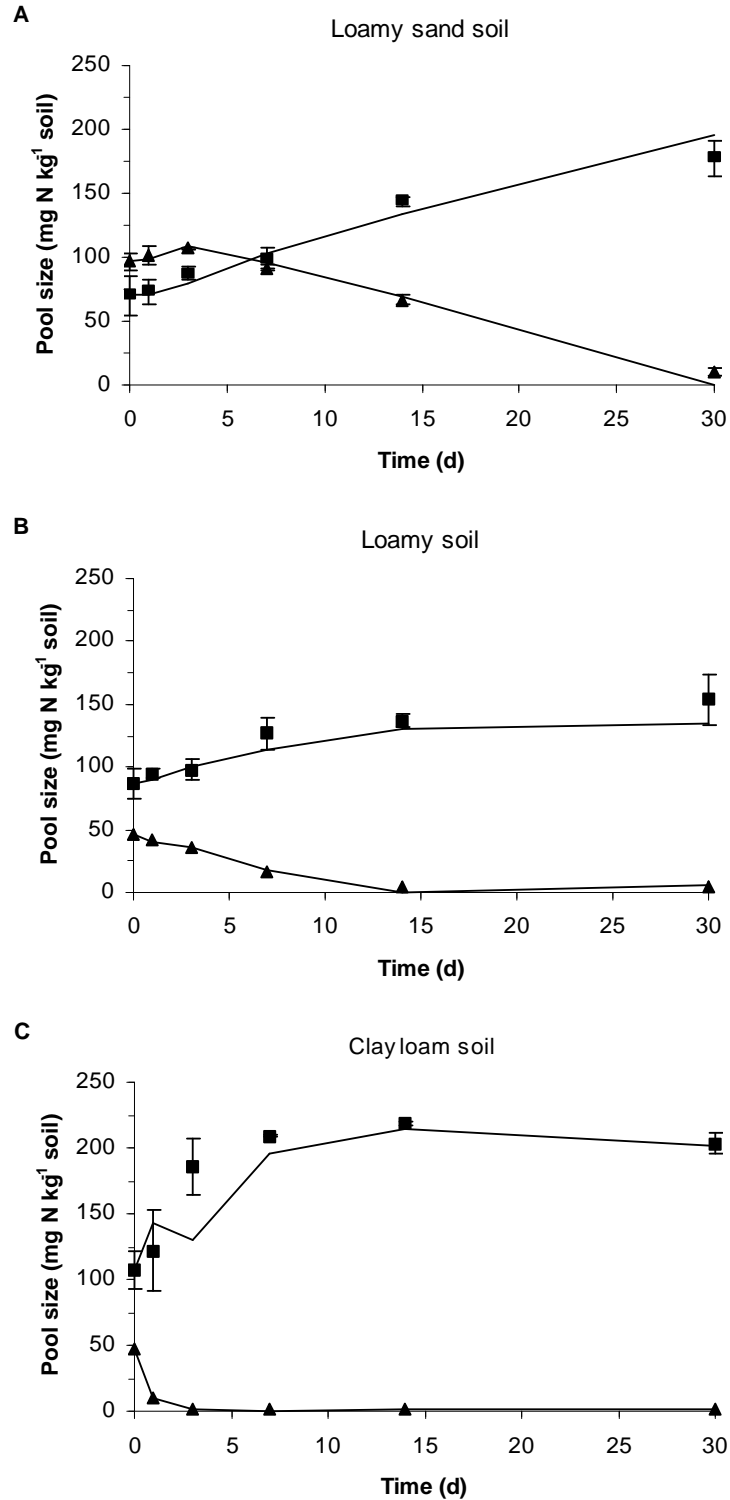 A
Loamy sand soil
250
200
150
100
50
0
Pool size (mg N kg-1 soil)
0 5 10 15 20 25 30
Time (d)
B
Loamy soil
250
200
150
100
50
0
Pool size (mg N kg-1 soil)
0 5 10 15 20 25 30
Time (d)
C
Clay loam soil
250
200
150
100
50
0
Pool size (mg N kg-1 soil)
0 5 10 15 20 25 30
Time (d)